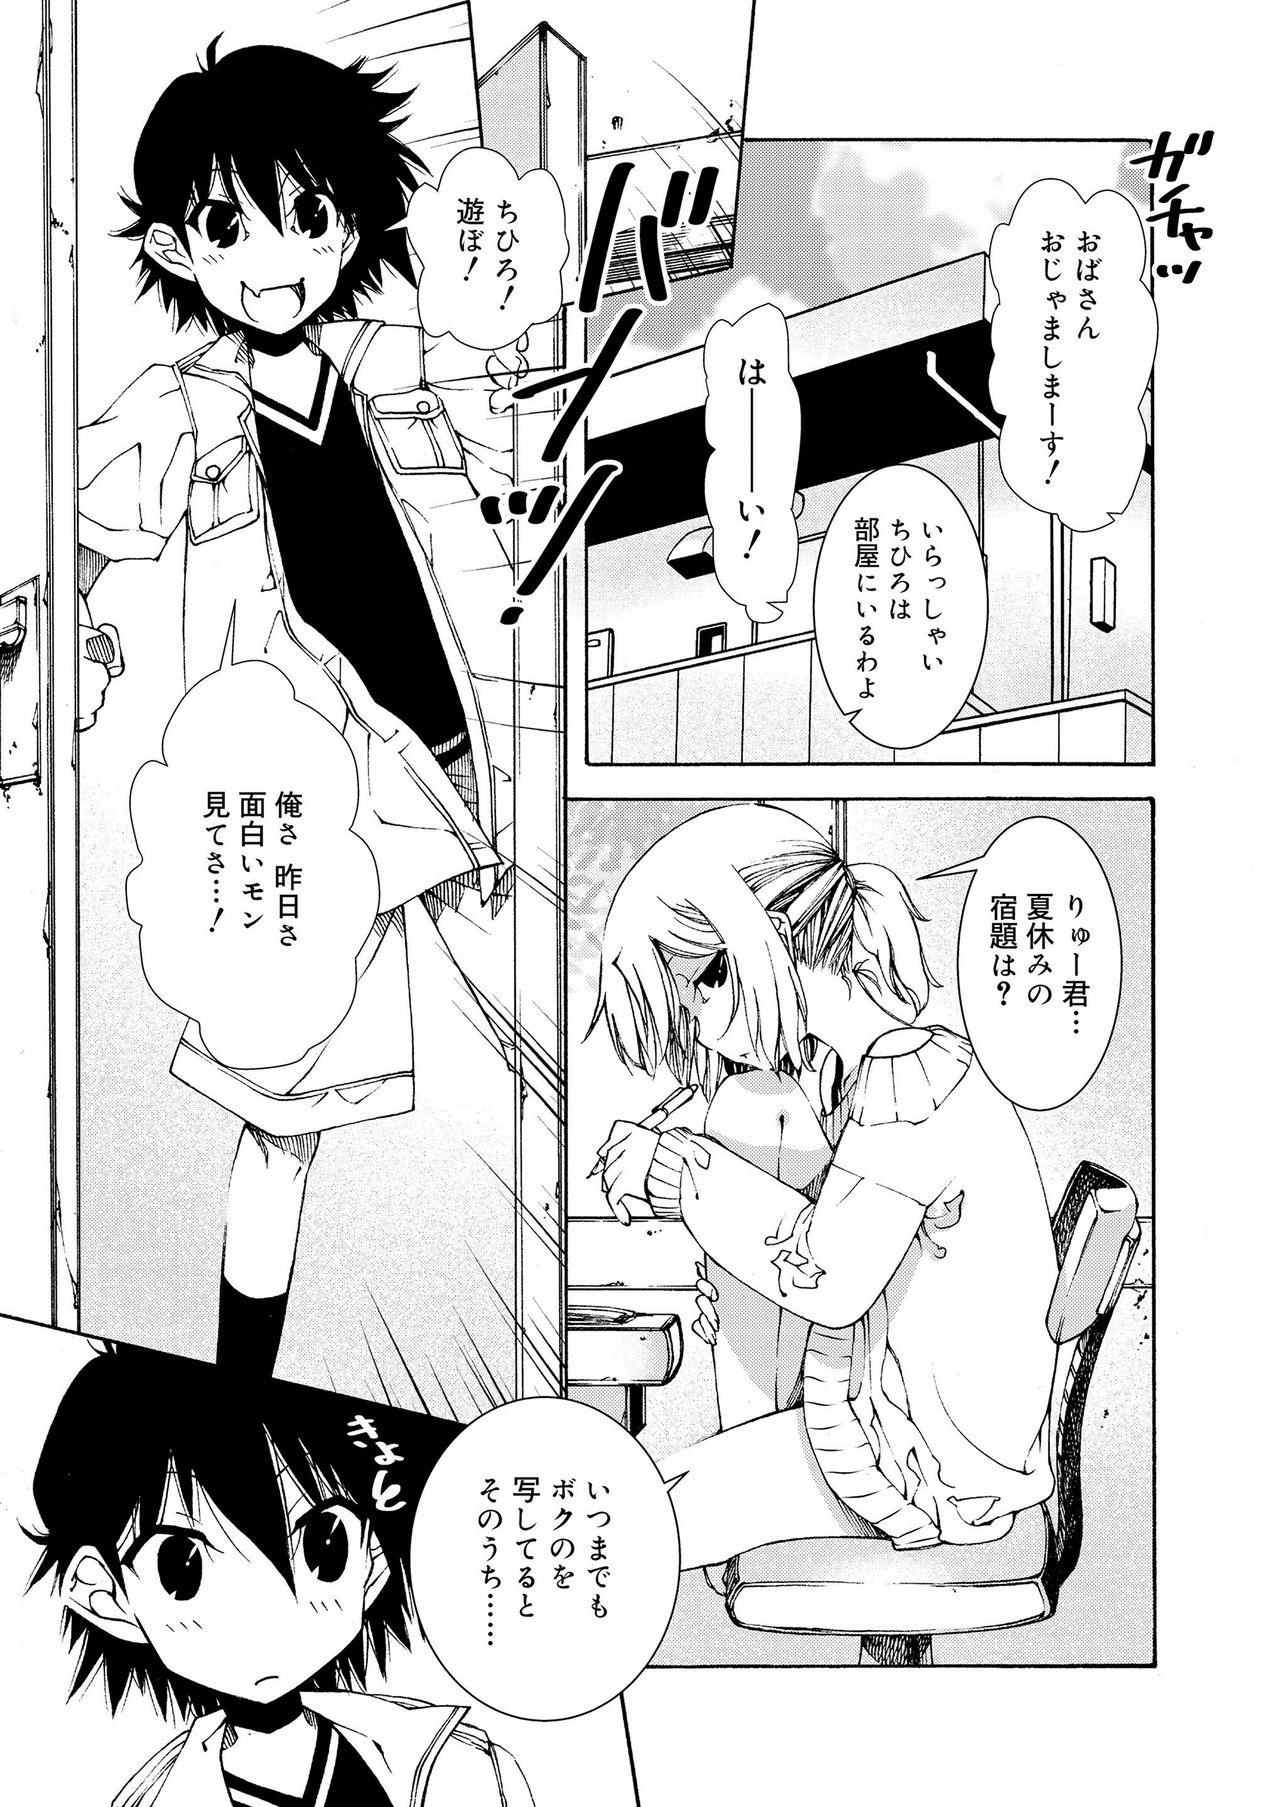 ガチャッ
おばさん
おじゃましまーす！
はーーい！
いらっしゃい
ちひろは
部屋にいるわよ
バンッ
ちひろ！
遊ぼ！
俺さ 昨日さ
面白いモン
見てさ…！
りゅー君…
夏休みの
宿題は？
いつまでも
ボクのを
写してると
そのうち……
きょとん